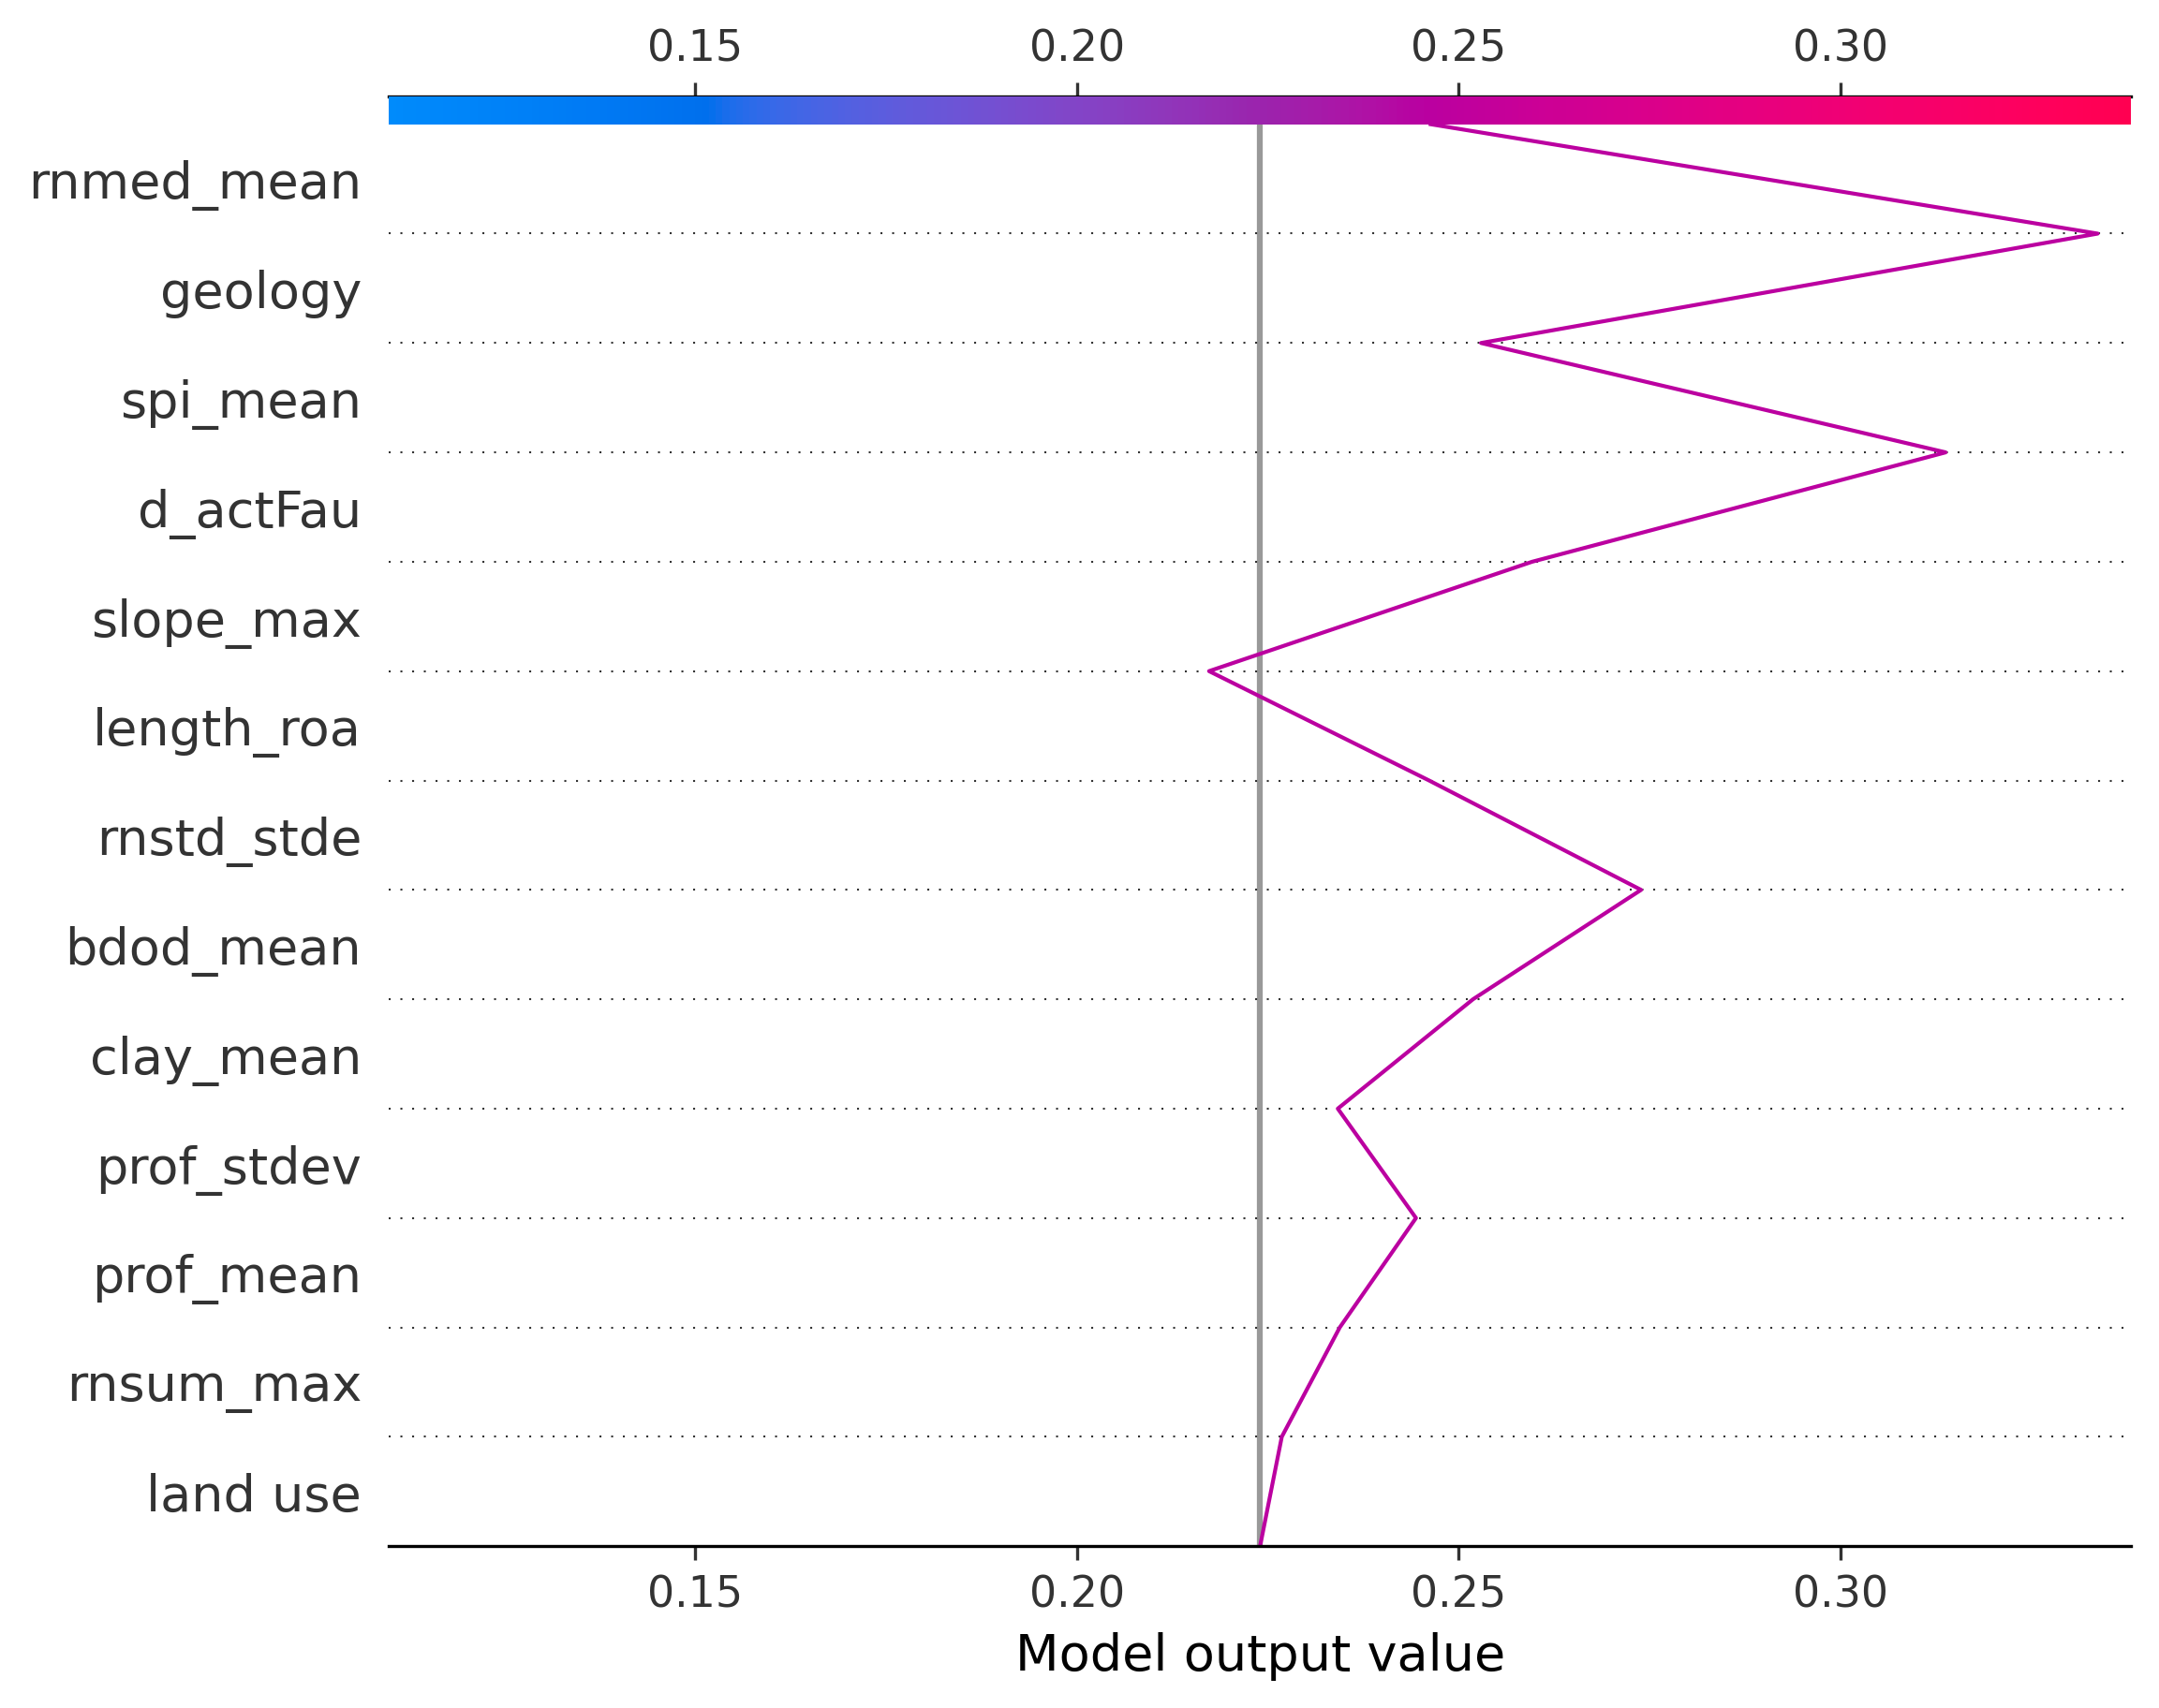 0.15 0.20 0.25 0.30
rnmed_mean
geology
spi_mean
d_actFau
slope_max
length_roa
rnstd_stde
bdod_mean
clay_mean
prof_stdev
prof_mean
rnsum_max
land use
0.15 0.20 0.25 0.30
Model output value